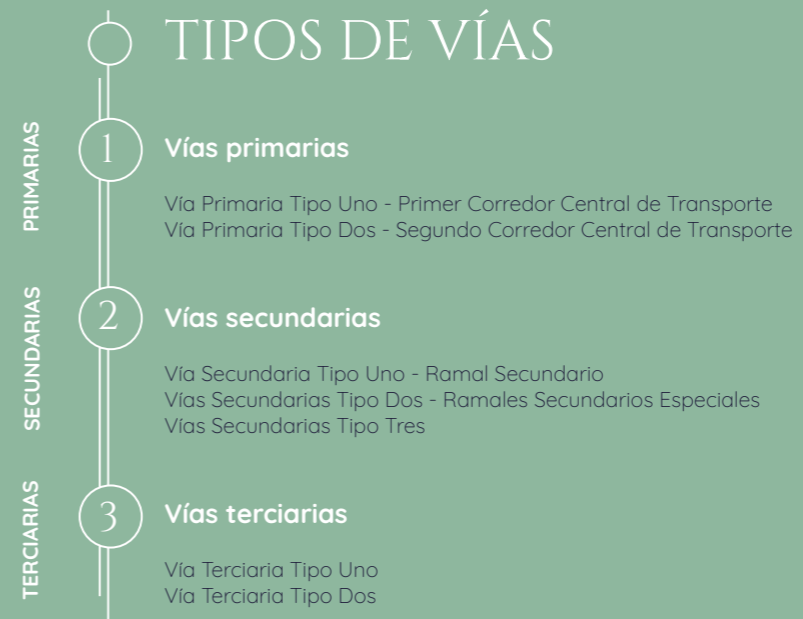 TIPOS DE VÍAS
PRIMARIAS
1
Vías primarias
Vía Primaria Tipo Uno - Primer Corredor Central de Transporte
Vía Primaria Tipo Dos - Segundo Corredor Central de Transporte
SECUNDARIAS
2
Vías secundarias
Vía Secundaria Tipo Uno - Ramal Secundario
Vías Secundarias Tipo Dos - Ramales Secundarios Especiales
Vías Secundarias Tipo Tres
TERCIARIAS
3
Vías terciarias
Vía Terciaria Tipo Uno
Vía Terciaria Tipo Dos